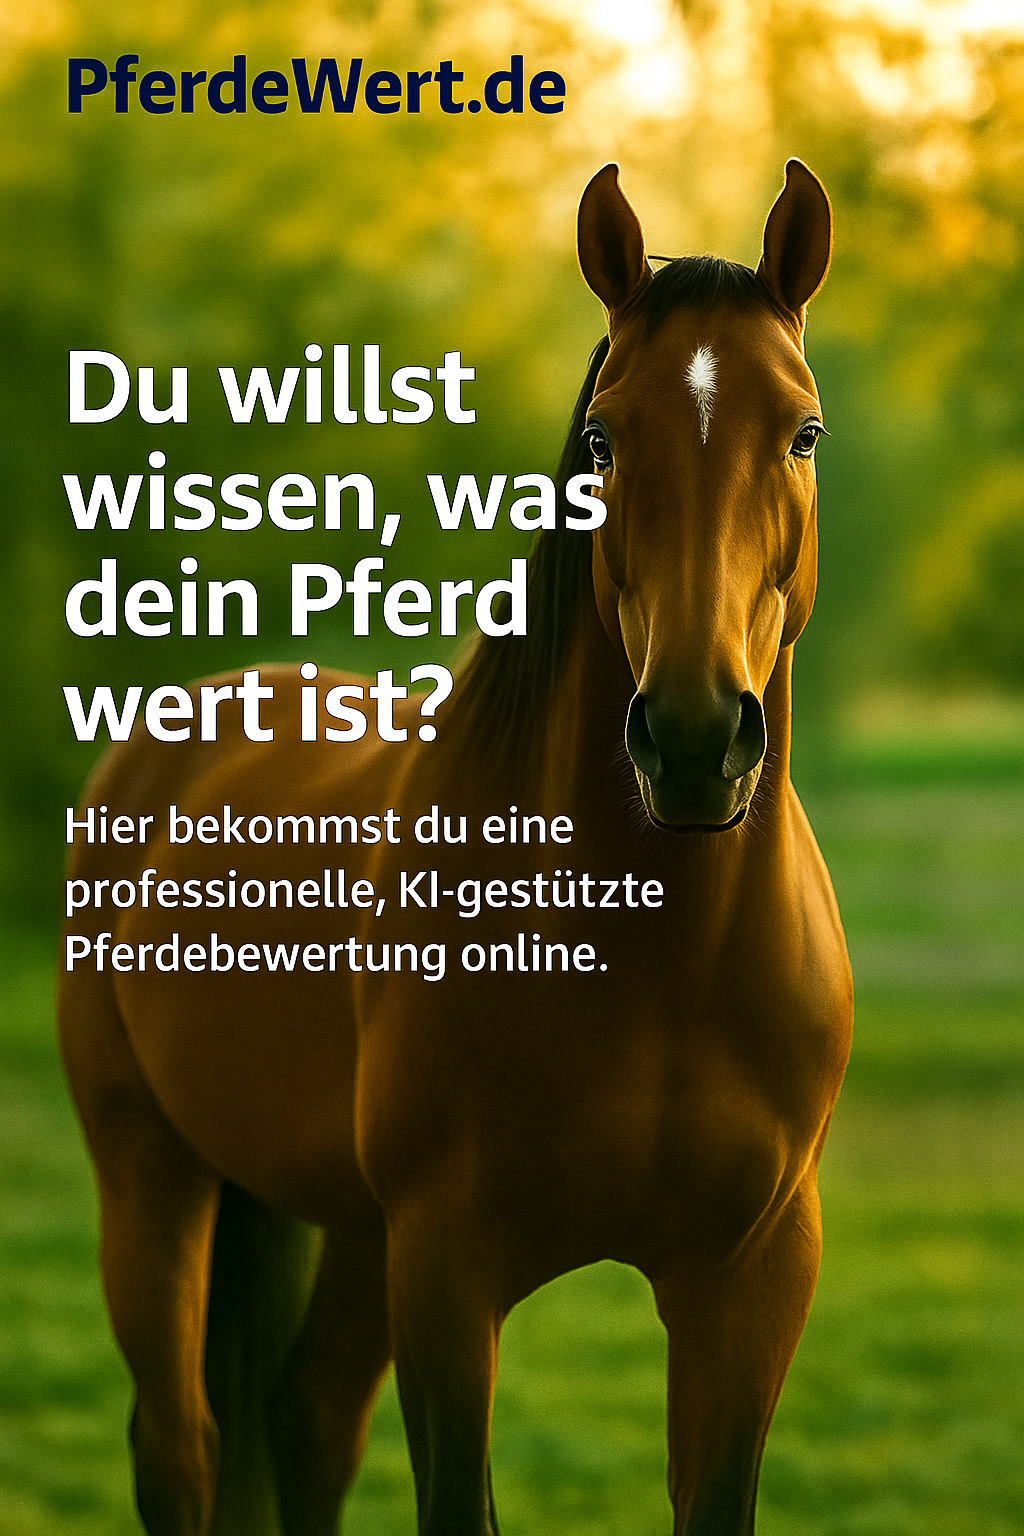 PferdeWert.de
Du willst
wissen, was
dein Pferd
wert ist?
Hier bekommst du eine
professionelle, KI-gestützte
Pferdebewertung online.